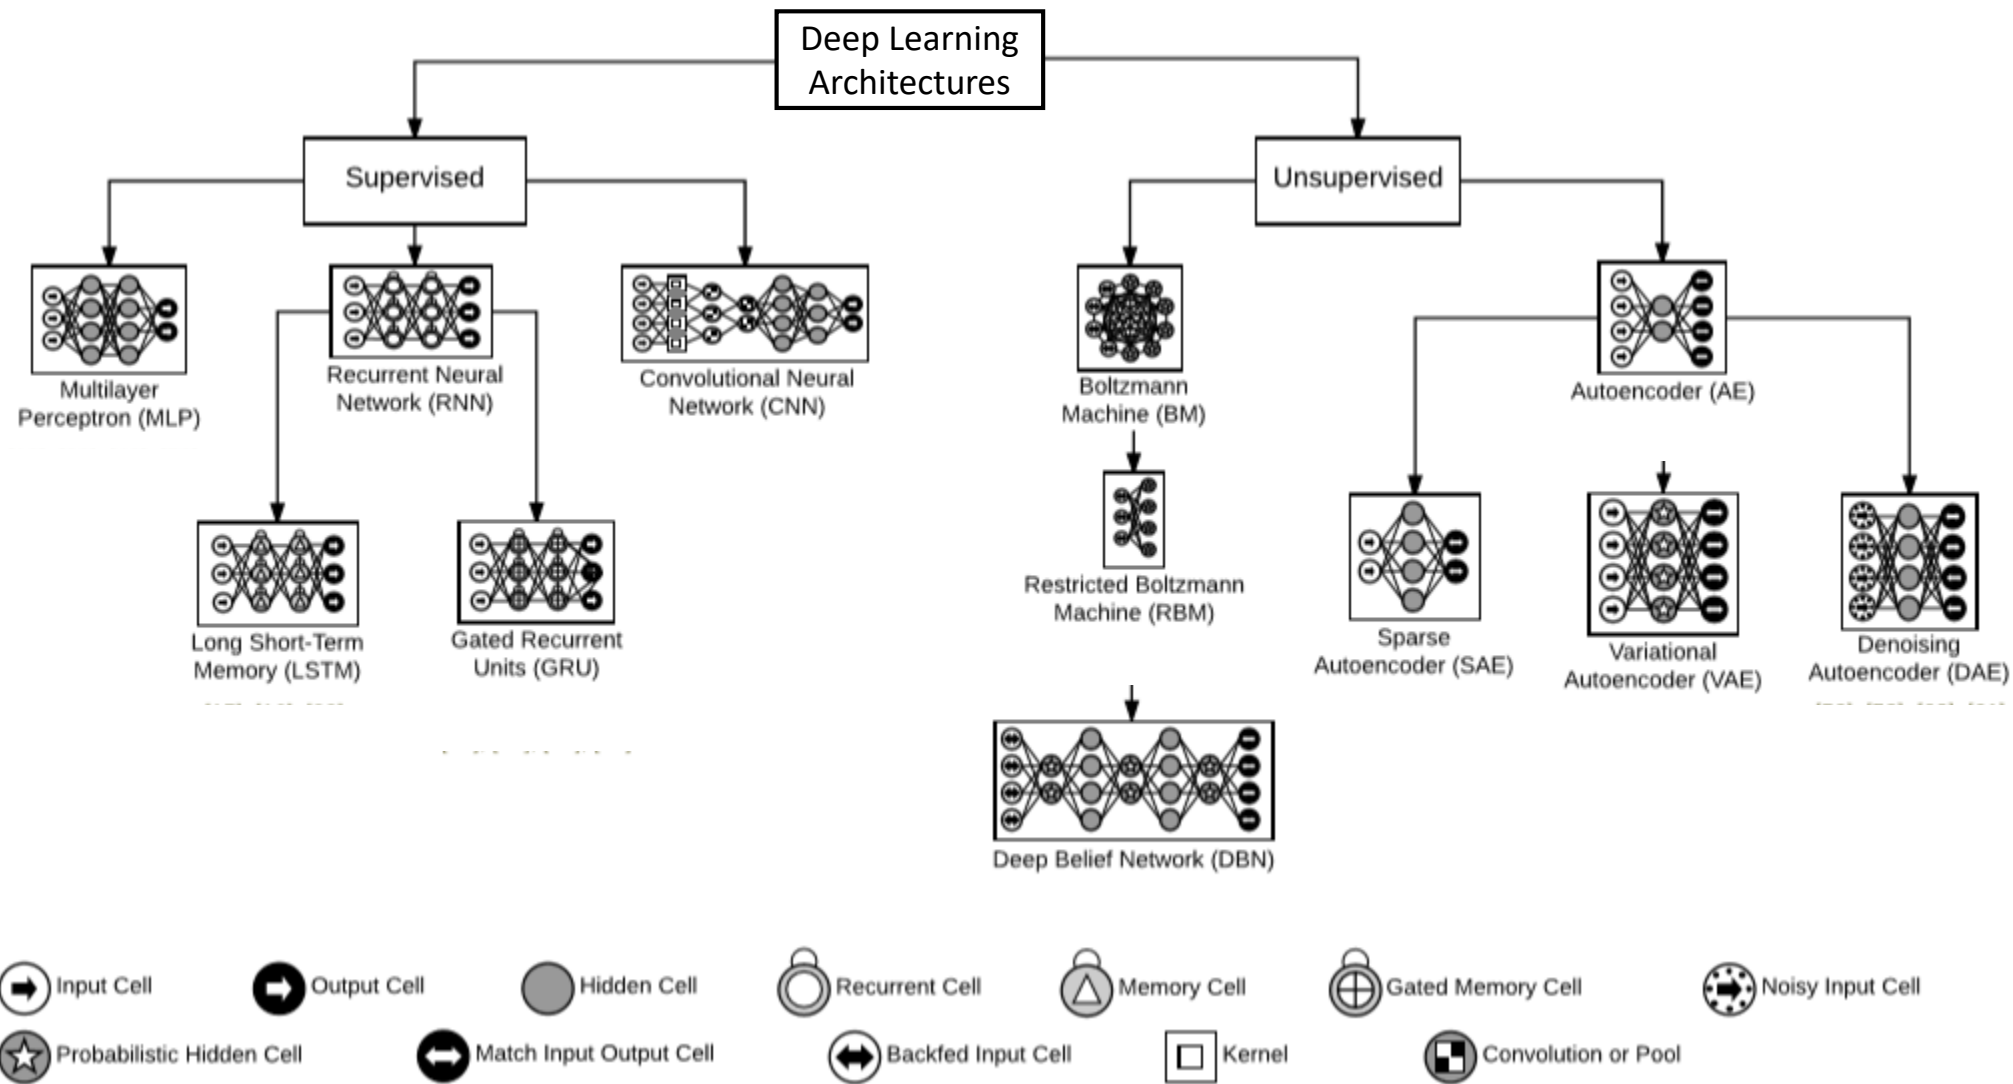 Deep Learning
Architectures
Supervised
Unsupervised
Multilayer
Perceptron (MLP)
Recurrent Neural
Network (RNN)
Convolutional Neural
Network (CNN)
Boltzmann
Machine (BM)
Autoencoder (AE)
Restricted Boltzmann
Machine (RBM)
Long Short-Term
Memory (LSTM)
Gated Recurrent
Units (GRU)
Sparse
Autoencoder (SAE)
Variational
Autoencoder (VAE)
Denoising
Autoencoder (DAE)
Deep Belief Network (DBN)
Input Cell
Output Cell
Hidden Cell
Recurrent Cell
Memory Cell
Gated Memory Cell
Noisy Input Cell
Probabilistic Hidden Cell
Match Input Output Cell
Backfed Input Cell
Kernel
Convolution or Pool